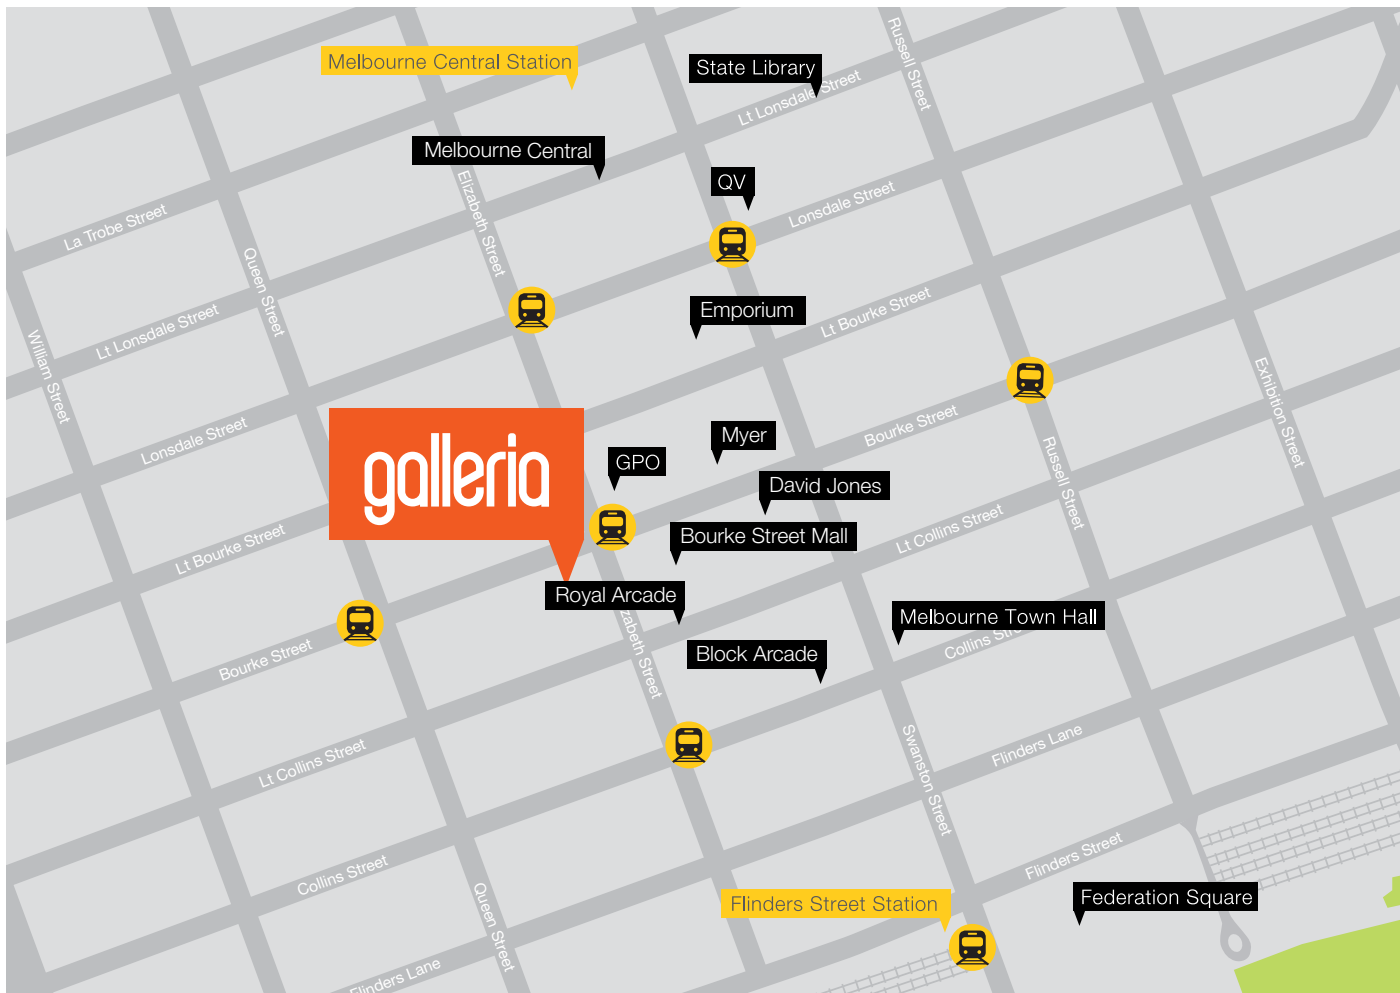 Melbourne Central Station
State Library
Russell Street
Lt Lonsdale Street
Melbourne Central
QV
Elizabeth Street
La Trobe Street
Lonsdale Street
Queen Street
Emporium
Lt Bourke Street
Lt Lonsdale Street
William Street
Exhibition Street
Bourke Street
Lonsdale Street
galleria
Myer
GPO
David Jones
Russell Street
Lt Collins Street
Bourke Street Mall
Lt Bourke Street
Royal Arcade
Elizabeth Street
Melbourne Town Hall
Collins Street
Bourke Street
Block Arcade
Swanston Street
Flinders Lane
Lt Collins Street
Flinders Street
Collins Street
Queen Street
Flinders Street Station
Federation Square
Flinders Lane